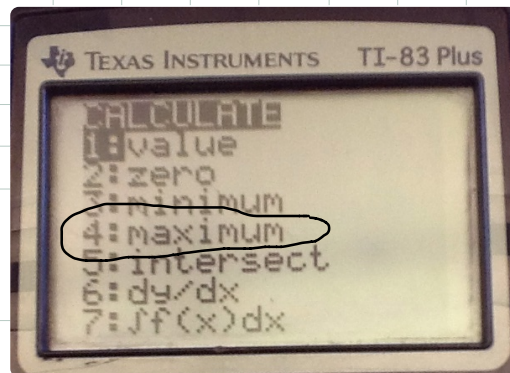 TEXAS INSTRUMENTS TI-83 Plus
CALCULATE
1:value
2:zero
3:minimum
4:maximum
5:intersect
6:dy/dx
7:∫f(x)dx